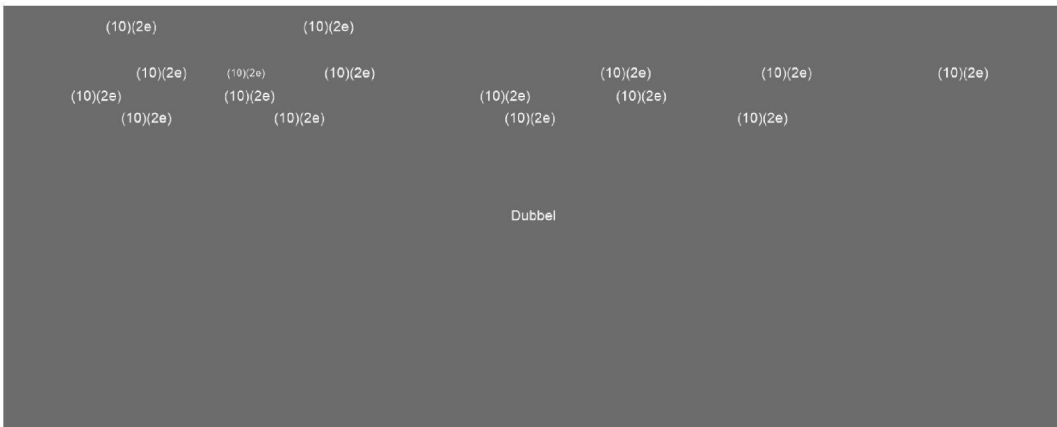 (10)(2e) (10)(2e)
(10)(2e) (10)(2e) (10)(2e) (10)(2e) (10)(2e) (10)(2e)
(10)(2e) (10)(2e) (10)(2e) (10)(2e)
(10)(2e) (10)(2e) (10)(2e) (10)(2e)
Dubbel